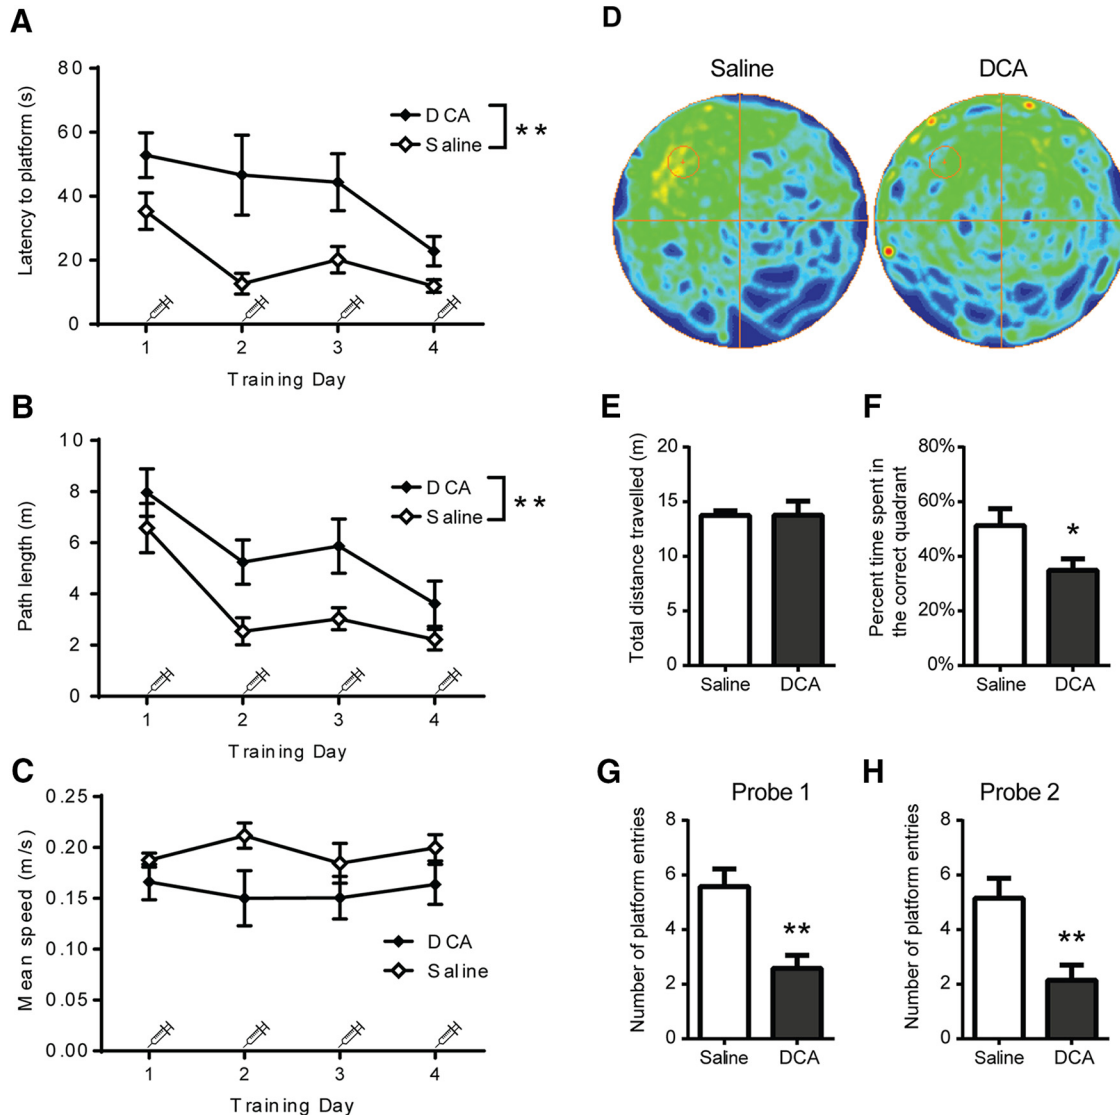 A
Latency to platform (s)
80
60
40
20
0
DCA
Saline
**
1 2 3 4
Training Day
B
Path length (m)
10
8
6
4
2
0
DCA
Saline
**
1 2 3 4
Training Day
C
Mean speed (m/s)
0.25
0.20
0.15
0.10
0.05
0.00
DCA
Saline
1 2 3 4
Training Day
D
Saline DCA
E
Total distance travelled (m)
20
15
10
5
0
Saline DCA
F
Percent time spent in
the correct quadrant
80%
60%
40%
20%
0%
*
Saline DCA
G
Probe 1
Number of platform entries
8
6
4
2
0
**
Saline DCA
H
Probe 2
Number of platform entries
8
6
4
2
0
**
Saline DCA